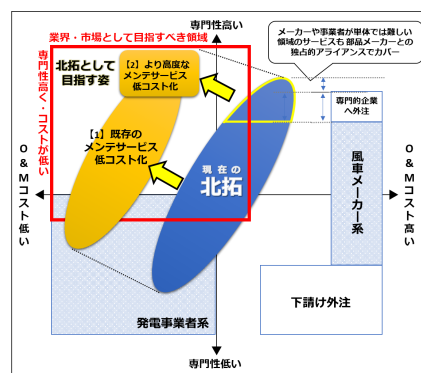 専門性高い
業界・市場として目指すべき領域
メーカーや事業者が単体では難しい
領域のサービスも部品メーカーとの
独占的アライアンスでカバー
北拓として
目指す姿
【2】より高度な
メンテサービス
低コスト化
専門性高く・コストが低い
【1】既存の
メンテサービス
低コスト化
専門的企業
へ外注
現在の
北拓
風車メーカー系
O&Mコスト低い
O&Mコスト高い
発電事業者系
下請け外注
専門性低い